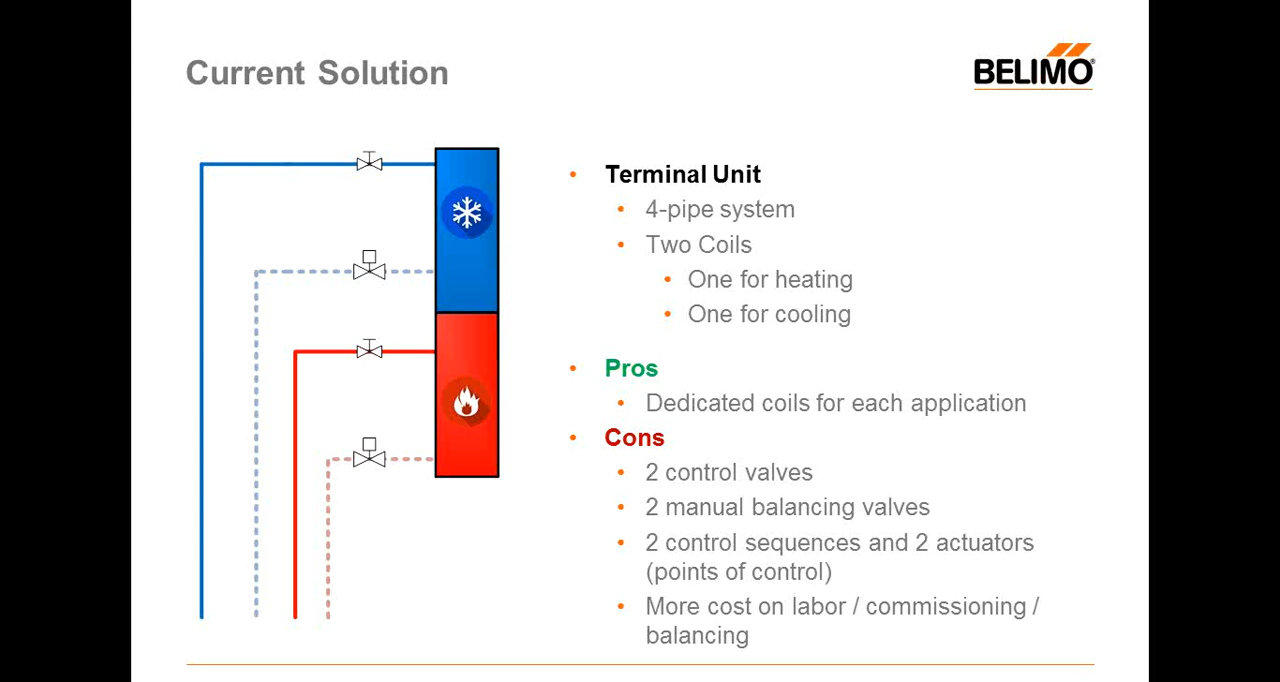 Current Solution
BELIMO®
Terminal Unit
4-pipe system
Two Coils
One for heating
One for cooling
Pros
Dedicated coils for each application
Cons
2 control valves
2 manual balancing valves
2 control sequences and 2 actuators
(points of control)
More cost on labor / commissioning /
balancing